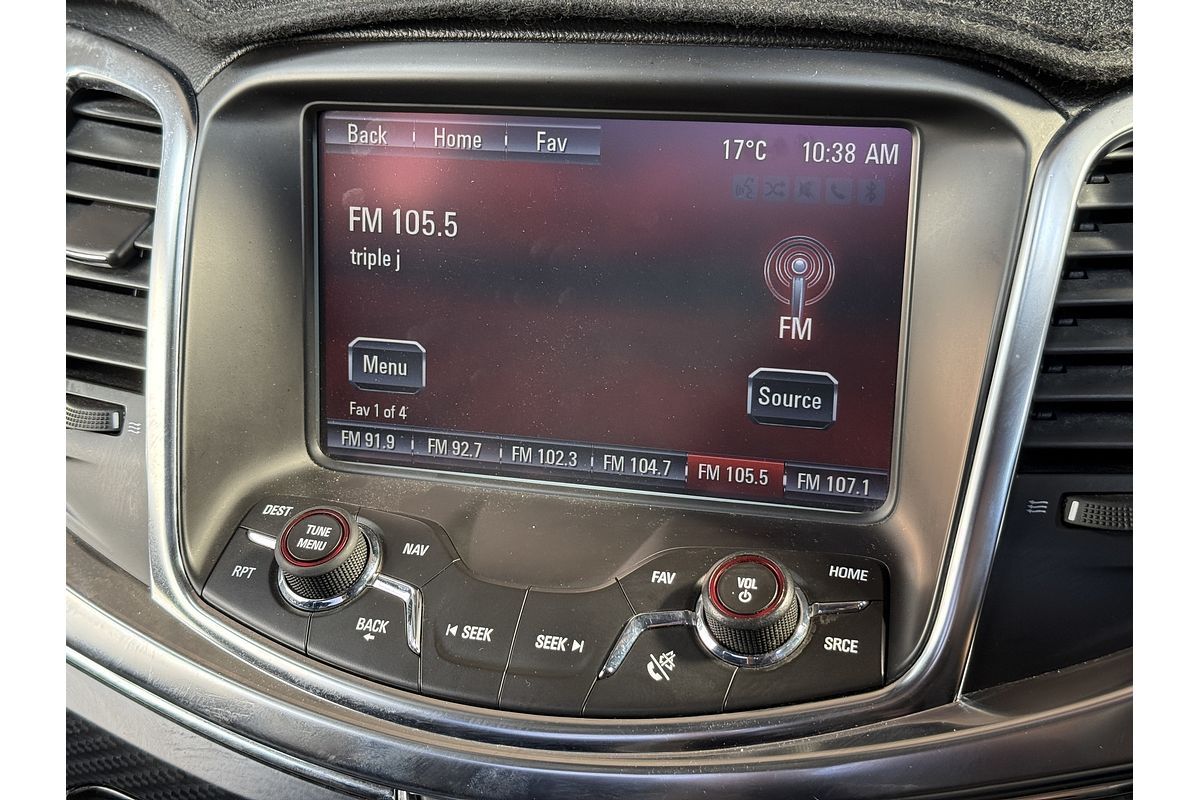 Back Home Fav 17°C 10:38 AM
FM 105.5
triple j
FM
Menu
Source
Fav 1 of 4
FM 91.9 FM 92.7 FM 102.3 FM 104.7 FM 105.5 FM 107.1
DEST
TUNE
MENU
NAV
RPT
BACK
SEEK
SEEK
FAV
VOL
HOME
SRCE